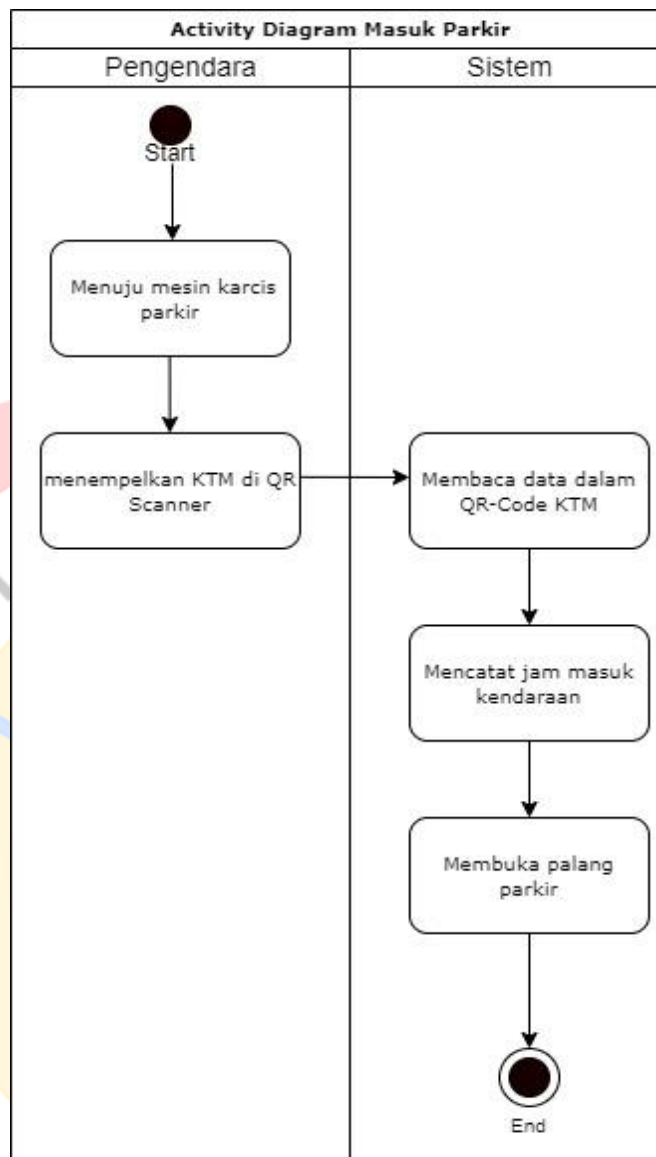 Activity Diagram Masuk Parkir
Pengendara
Sistem
Start
Menuju mesin karcis
parkir
menempelkan KTM di QR
Scanner
Membaca data dalam
QR-Code KTM
Mencatat jam masuk
kendaraan
Membuka palang
parkir
End